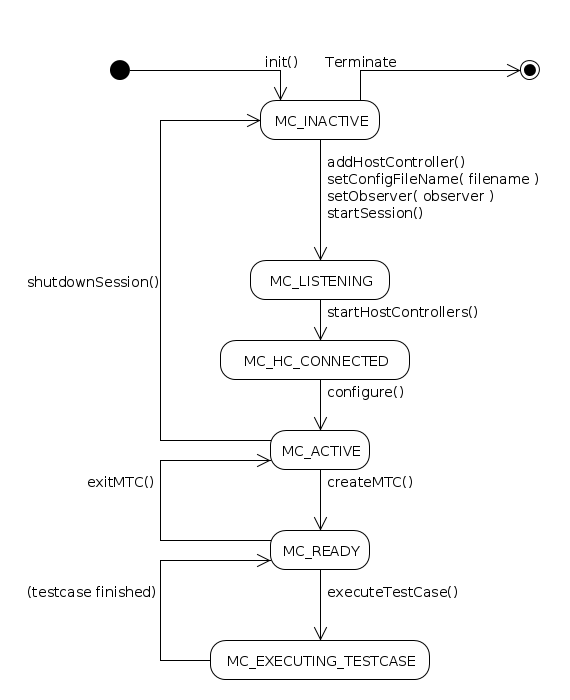 init()
Terminate
MC_INACTIVE
addHostController()
setConfigFileName( filename )
setObserver( observer )
startSession()
shutdownSession()
MC_LISTENING
startHostControllers()
MC_HC_CONNECTED
configure()
MC_ACTIVE
exitMTC()
createMTC()
MC_READY
(testcase finished)
executeTestCase()
MC_EXECUTING_TESTCASE